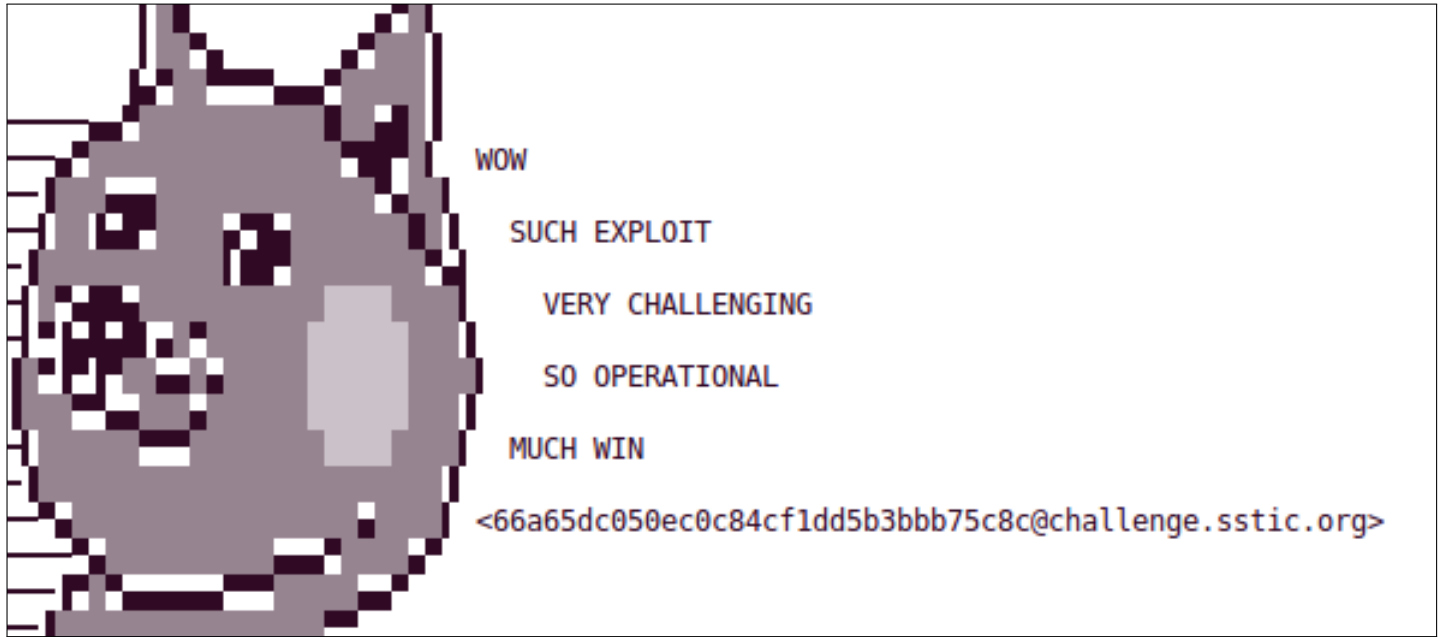 WOW
SUCH EXPLOIT
VERY CHALLENGING
SO OPERATIONAL
MUCH WIN
<66a65dc050ec0c84cf1dd5b3bbb75c8c@challenge.sstic.org>